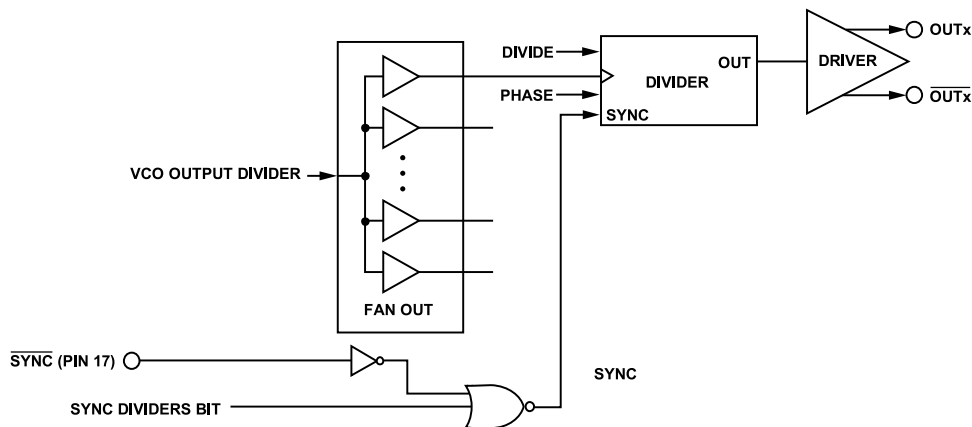 DIVIDE
OUT
DRIVER
OUTx
DIVIDER
PHASE
OUTx
SYNC
VCO OUTPUT DIVIDER
FAN OUT
SYNC (PIN 17)
SYNC
SYNC DIVIDERS BIT